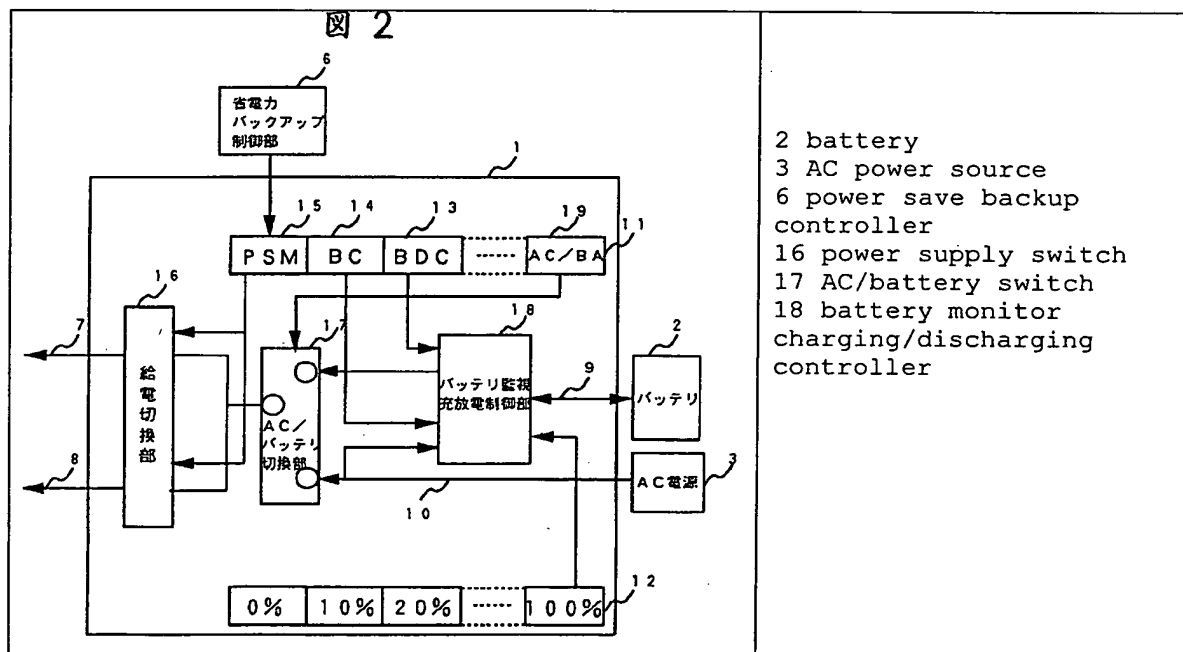 図 2
6
省電力
バックアップ
制御部
1
15
14
13
19
11
PSM
BC
BDC
AC/BA
16
7
給電切換部
8
17
AC/
バッテリ
切換部
18
バッテリ監視
充放電制御部
9
2
バッテリ
AC電源
3
10
0%
10%
20%
100%
12
2 battery
3 AC power source
6 power save backup
controller
16 power supply switch
17 AC/battery switch
18 battery monitor
charging/discharging
controller